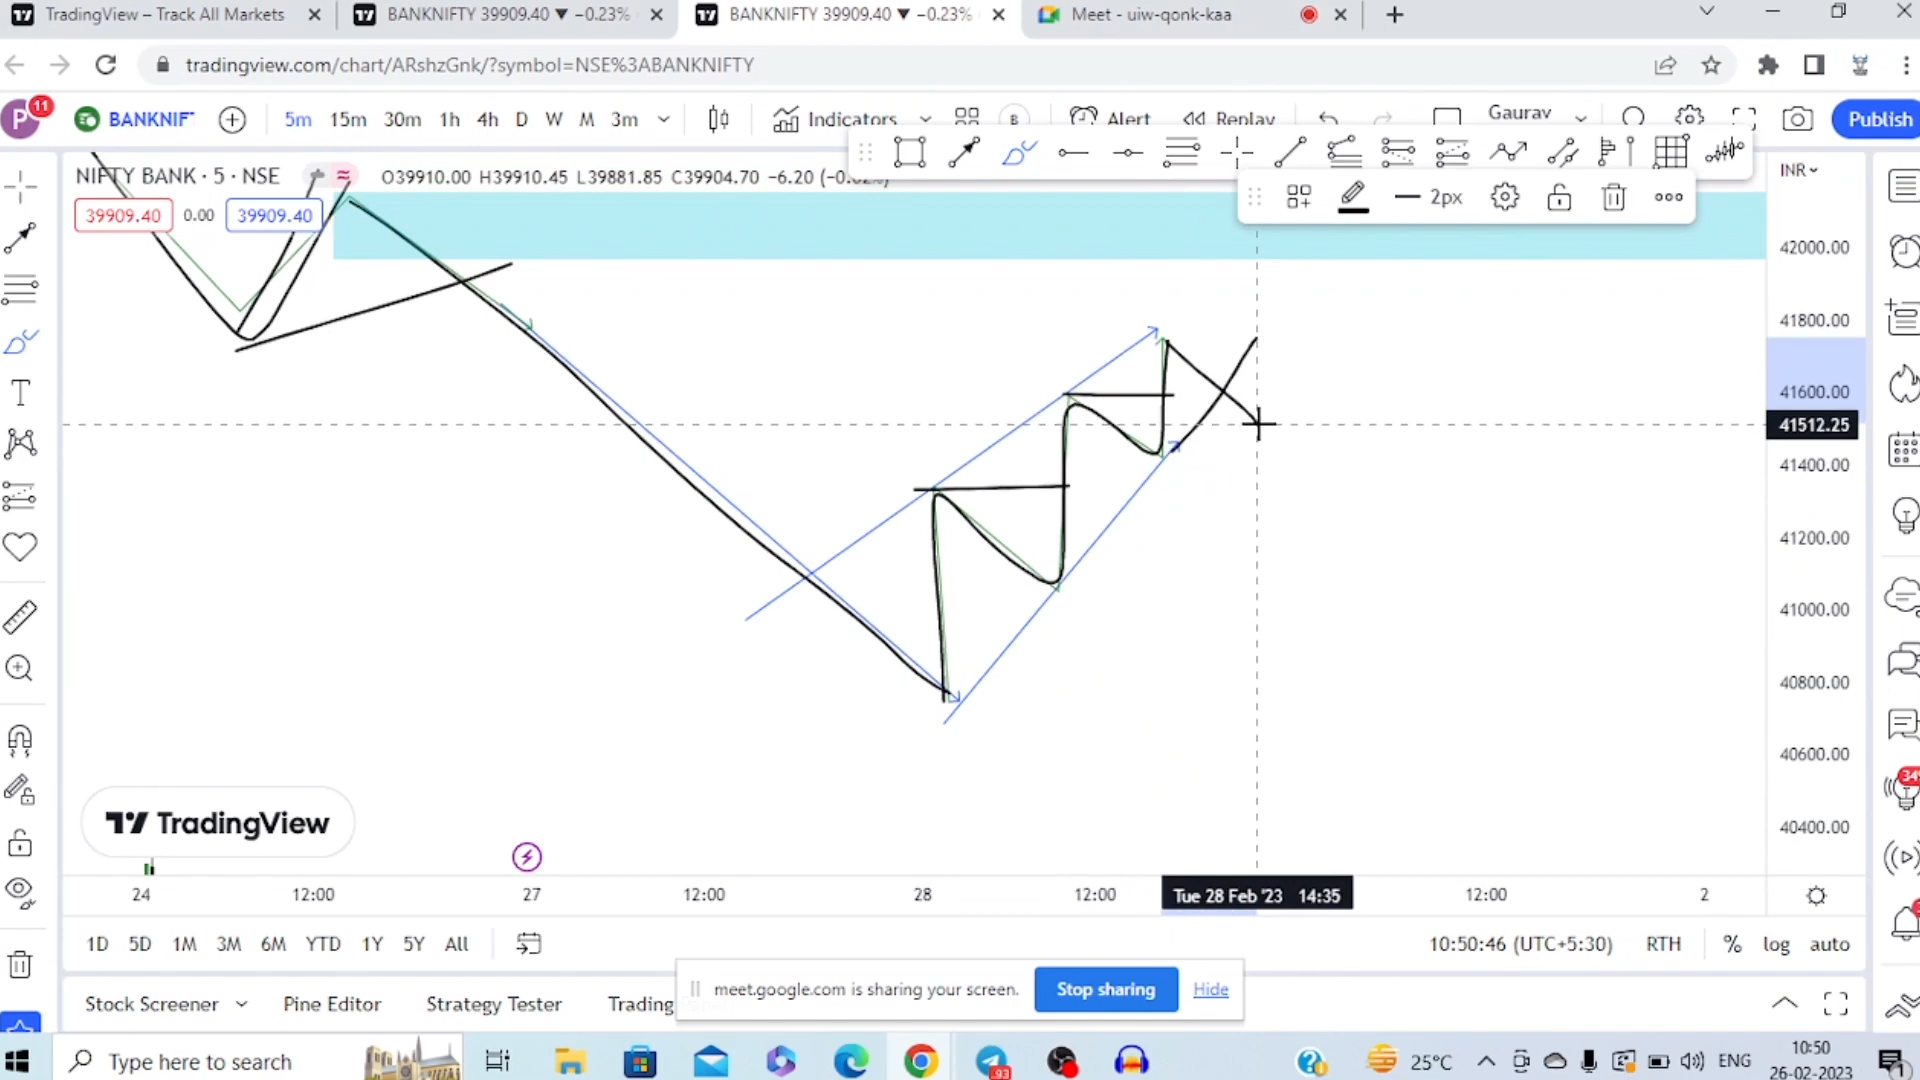 TradingView – Track All Markets
BANKNIFTY 39909.40 ▼ −0.23%
BANKNIFTY 39909.40 ▼ −0.23%
Meet - uiw-qonk-kaa
tradingview.com/chart/ARshzGnk/?symbol=NSE%3ABANKNIFTY
P 11
BANKNIF
5m 15m 30m 1h 4h D W M 3m
Indicators
B
Alert
Replay
Gaurav
Publish
NIFTY BANK · 5 · NSE
O39910.00 H39910.45 L39881.85 C39904.70 −6.20
INR
39909.40 0.00 39909.40
2px
42000.00
41800.00
41600.00
41512.25
41400.00
41200.00
41000.00
40800.00
40600.00
40400.00
34
TradingView
24 12:00 27 12:00 28 12:00 Tue 28 Feb '23 14:35 12:00 2
1D 5D 1M 3M 6M YTD 1Y 5Y All
10:50:46 (UTC+5:30) RTH % log auto
Stock Screener Pine Editor Strategy Tester Trading
meet.google.com is sharing your screen. Stop sharing Hide
Type here to search
93
25°C
ENG
10:50
26-02-2023
1